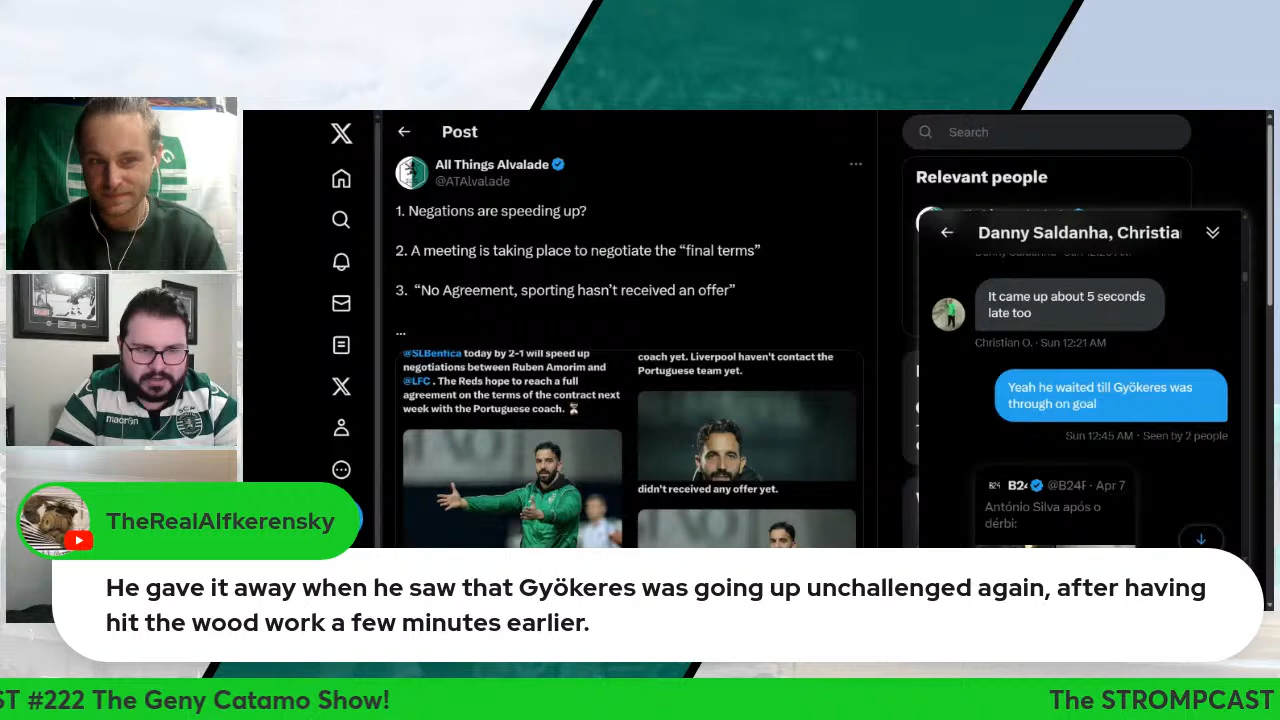 Post
Search
All Things Alvalade
@ATAlvalade
Relevant people
1. Negations are speeding up?
2. A meeting is taking place to negotiate the “final terms”
3. “No Agreement, sporting hasn’t received an offer”
...
@SLBenfica today by 2-1 will speed up
negotiations between Ruben Amorim and
@LFC . The Reds hope to reach a full
agreement on the terms of the contract next
week with the Portuguese coach. ⏳
coach yet. Liverpool haven't contact the
Portuguese team yet.
didn't received any offer yet.
Danny Saldanha, Christia
It came up about 5 seconds
late too
Christian O. · Sun 12:21 AM
Yeah he waited till Gyökeres was
through on goal
Sun 12:45 AM · Seen by 2 people
B24 @B24F · Apr 7
António Silva após o
dérbi:
macron
TheRealAlfkerensky
He gave it away when he saw that Gyökeres was going up unchallenged again, after having
hit the wood work a few minutes earlier.
ST #222 The Geny Catamo Show!
The STROMPCAST